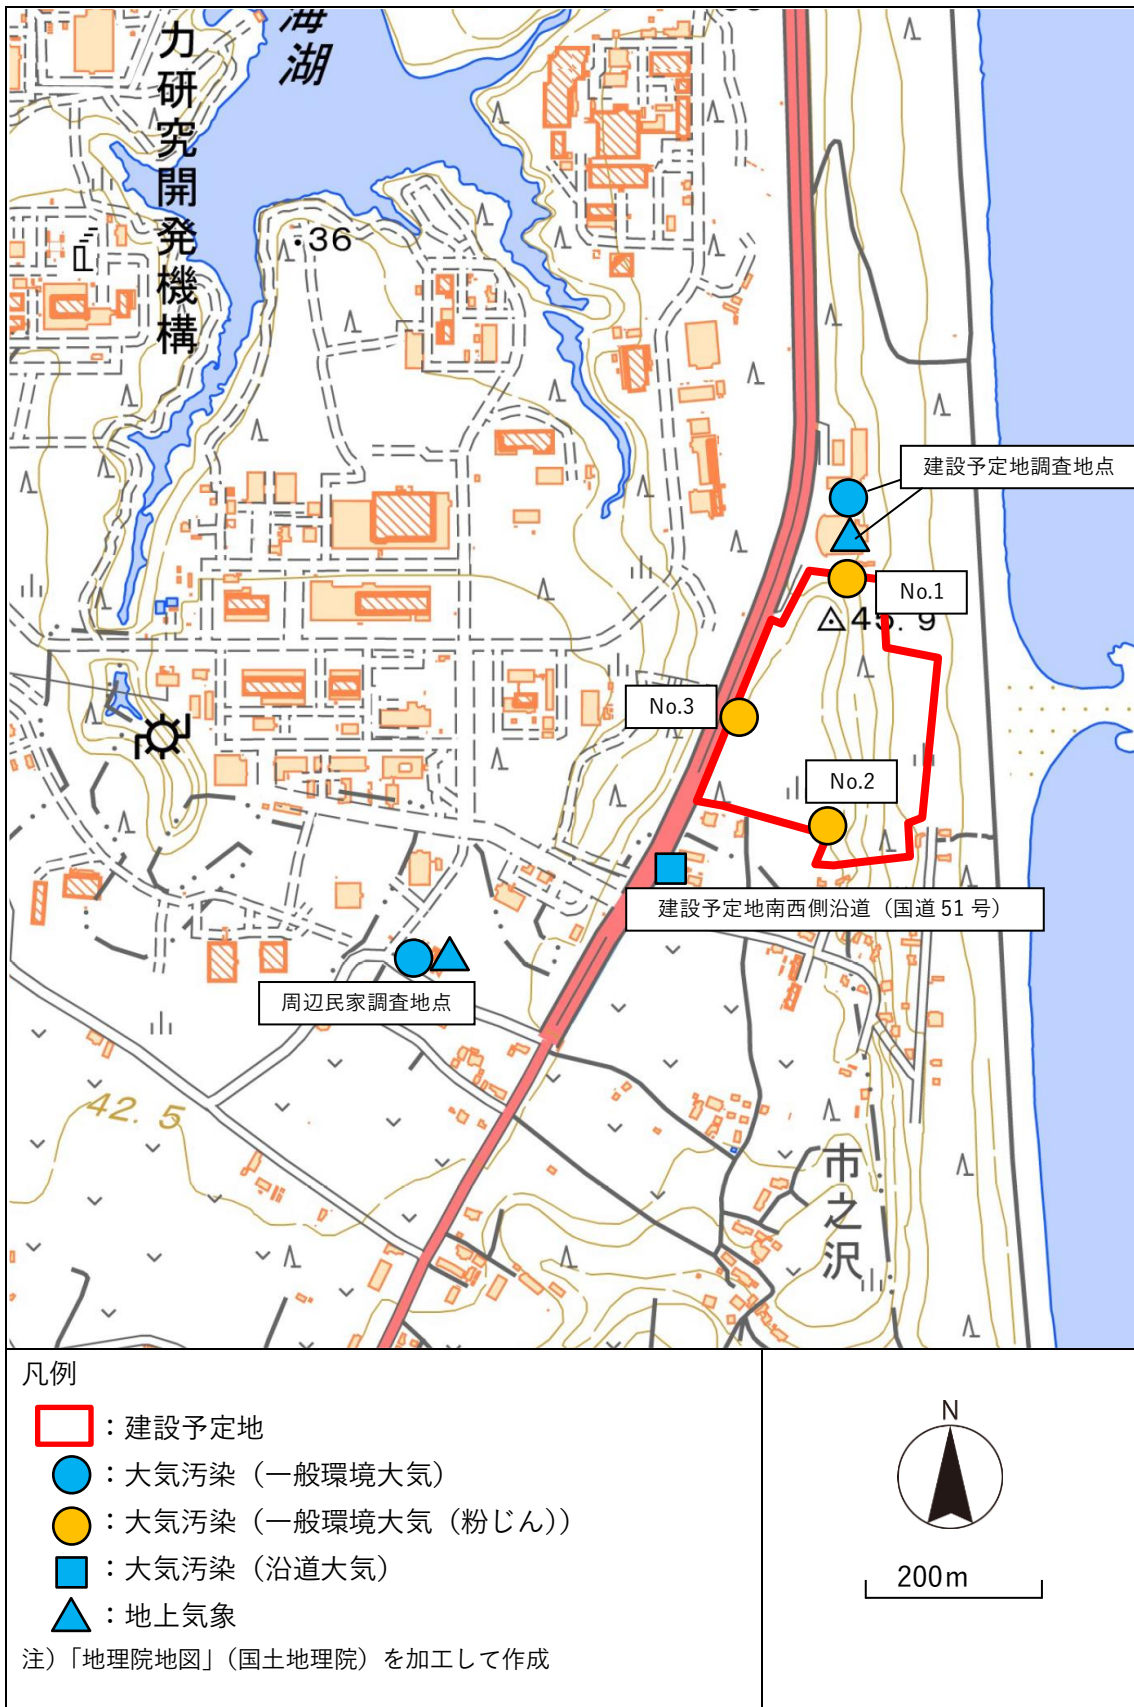 海湖
力研究開発機構
・36
建設予定地調査地点
No.1
45.9
No.3
No.2
建設予定地南西側沿道（国道 51 号）
周辺民家調査地点
42.5
市之沢
凡例
：建設予定地
：大気汚染（一般環境大気）
：大気汚染（一般環境大気（粉じん））
：大気汚染（沿道大気）
：地上気象
注）「地理院地図」（国土地理院）を加工して作成
N
200m